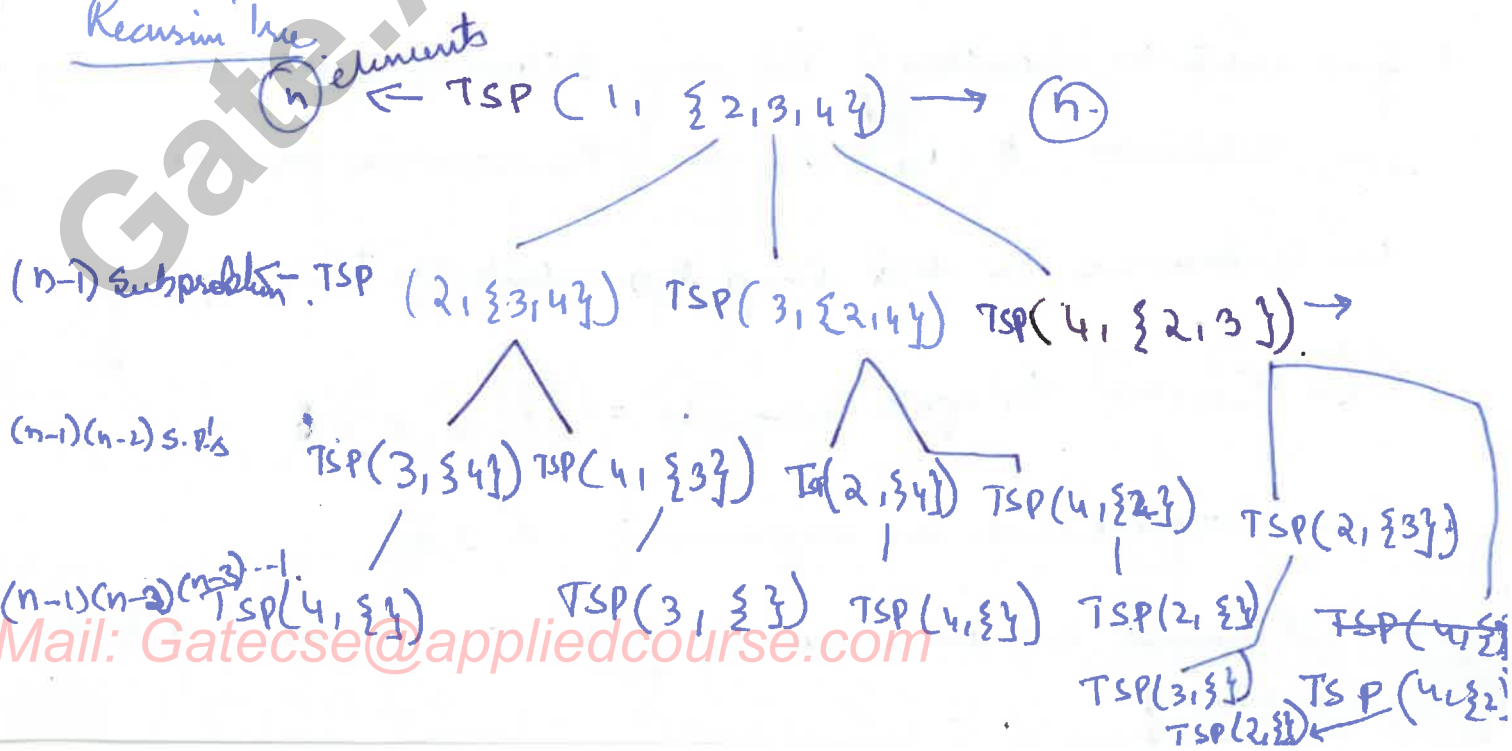 Recursion Tree
n elements ← TSP ( 1, {2,3,4}) → n.
(n-1) Subproblem. TSP (2,{3,4}) TSP(3,{2,4}) TSP(4,{2,3}) →
(n-1)(n-2) S.P's TSP(3,{4}) TSP(4,{3}) TSP(2,{4}) TSP(4,{2}) TSP(2,{3})
(n-1)(n-2)(n-3)...1. TSP(4,{}) TSP(3,{}) TSP(4,{}) TSP(2,{}) TSP(4,{}
TSP(3,{}) TSP(4,{2}
TSP(2,{})
Gate.
Mail: Gatecse@appliedcourse.com